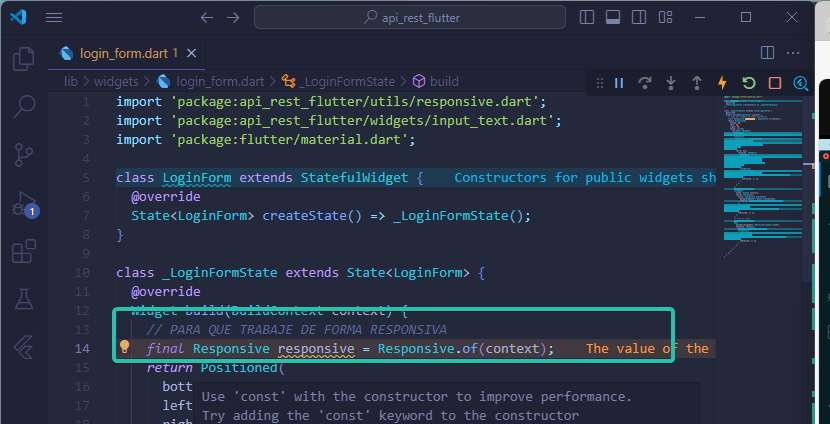 api_rest_flutter
login_form.dart 1
lib > widgets > login_form.dart > _LoginFormState > build
1 import 'package:api_rest_flutter/utils/responsive.dart';
2 import 'package:api_rest_flutter/widgets/input_text.dart';
3 import 'package:flutter/material.dart';
4
5 class LoginForm extends StatefulWidget { Constructors for public widgets sh
6 @override
7 State<LoginForm> createState() => _LoginFormState();
8 }
9
10 class _LoginFormState extends State<LoginForm> {
11 @override
12 Widget build(BuildContext context) {
13 // PARA QUE TRABAJE DE FORMA RESPONSIVA
14 final Responsive responsive = Responsive.of(context); The value of the
15 return Positioned(
16 bott
Use 'const' with the constructor to improve performance.
17 left
Try adding the 'const' keyword to the constructor
18 righ
1